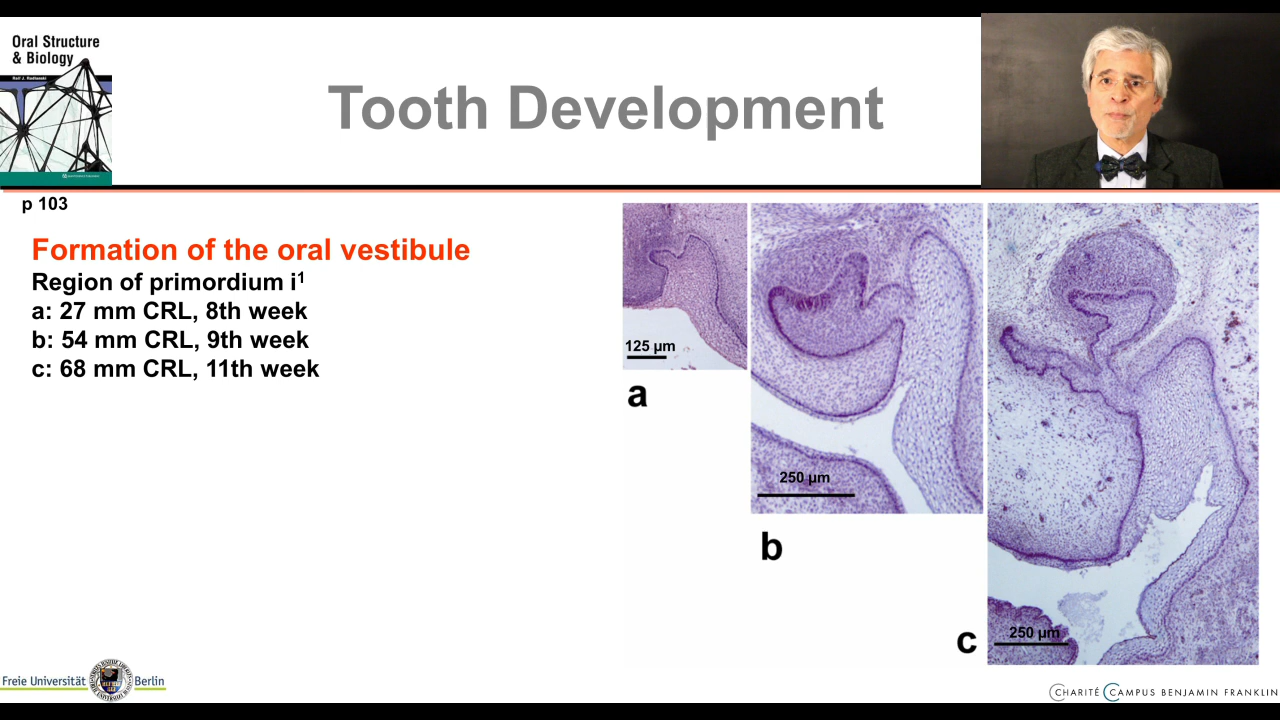 Oral Structure
& Biology
Ralf J. Radlanski
Tooth Development
p 103
Formation of the oral vestibule
Region of primordium i¹
a: 27 mm CRL, 8th week
b: 54 mm CRL, 9th week
c: 68 mm CRL, 11th week
125 µm
a
250 µm
b
250 µm
c
Freie Universität Berlin
CHARITÉ CAMPUS BENJAMIN FRANKLIN